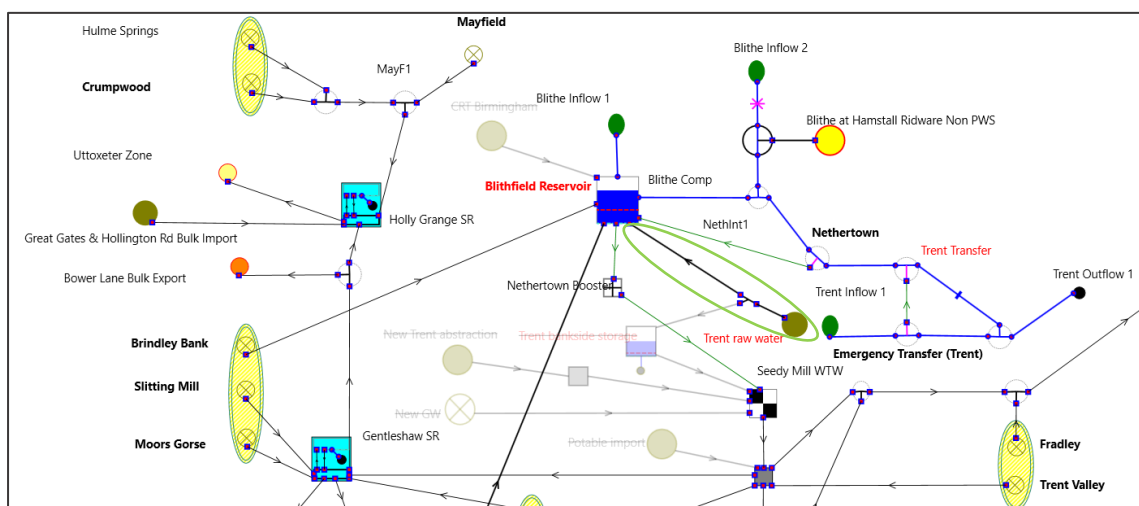 Hulme Springs
Mayfield
Blithe Inflow 2
Crumpwood
MayF1
CRT Birmingham
Blithe Inflow 1
Blithe at Hamstall Ridware Non PWS
Uttoxeter Zone
Blithfield Reservoir
Blithe Comp
Holly Grange SR
NethInt1
Nethertown
Great Gates & Hollington Rd Bulk Import
Trent Transfer
Bower Lane Bulk Export
Nethertown Booster
Trent Inflow 1
Trent Outflow 1
New Trent abstraction
Trent bankside storage
Trent raw water
Brindley Bank
Emergency Transfer (Trent)
Seedy Mill WTW
Slitting Mill
New GW
Moors Gorse
Gentleshaw SR
Potable import
Fradley
Trent Valley